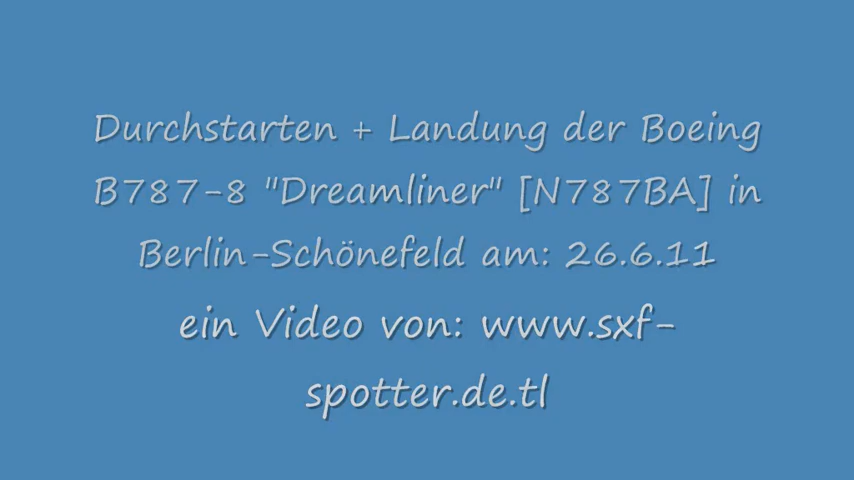 Durchstarten + Landung der Boeing
B787-8 "Dreamliner" [N787BA] in
Berlin-Schönefeld am: 26.6.11
ein Video von: www.sxf-
spotter.de.tl